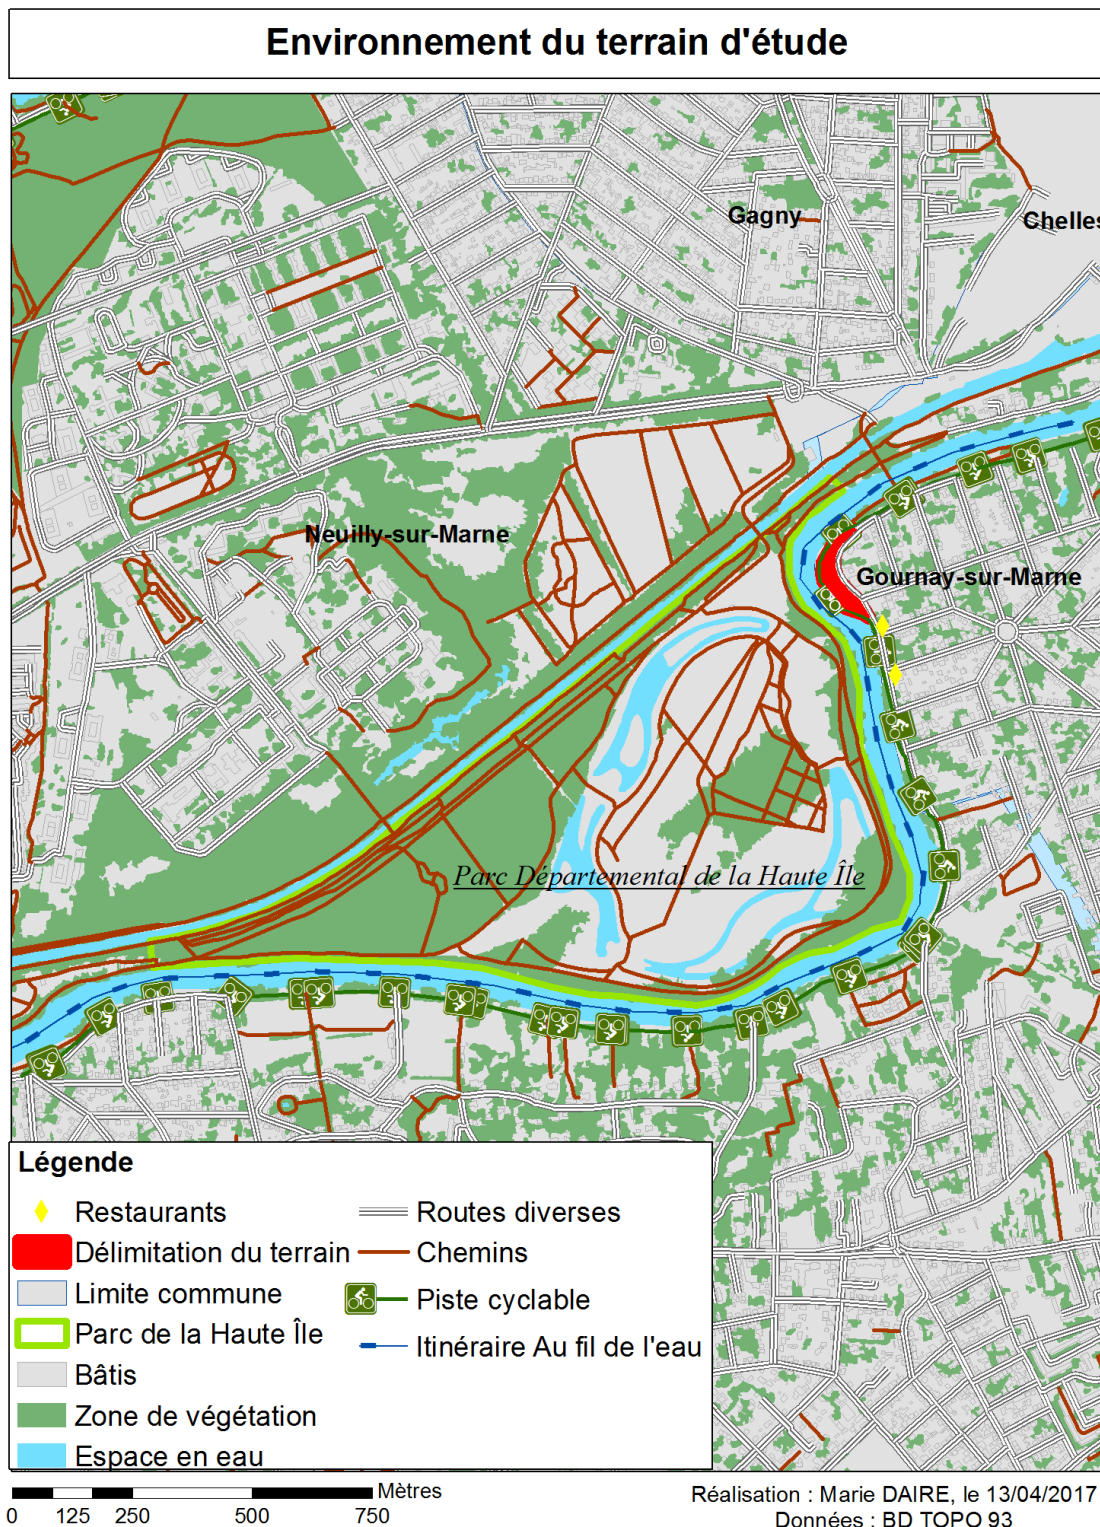 Environnement du terrain d'étude
Gagny
Chelles
Neuilly-sur-Marne
Gournay-sur-Marne
Parc Départemental de la Haute Île
Légende
Restaurants
Délimitation du terrain
Limite commune
Parc de la Haute Île
Bâtis
Zone de végétation
Espace en eau
Routes diverses
Chemins
Piste cyclable
Itinéraire Au fil de l'eau
Mètres
0 125 250 500 750
Réalisation : Marie DAIRE, le 13/04/2017
Données : BD TOPO 93